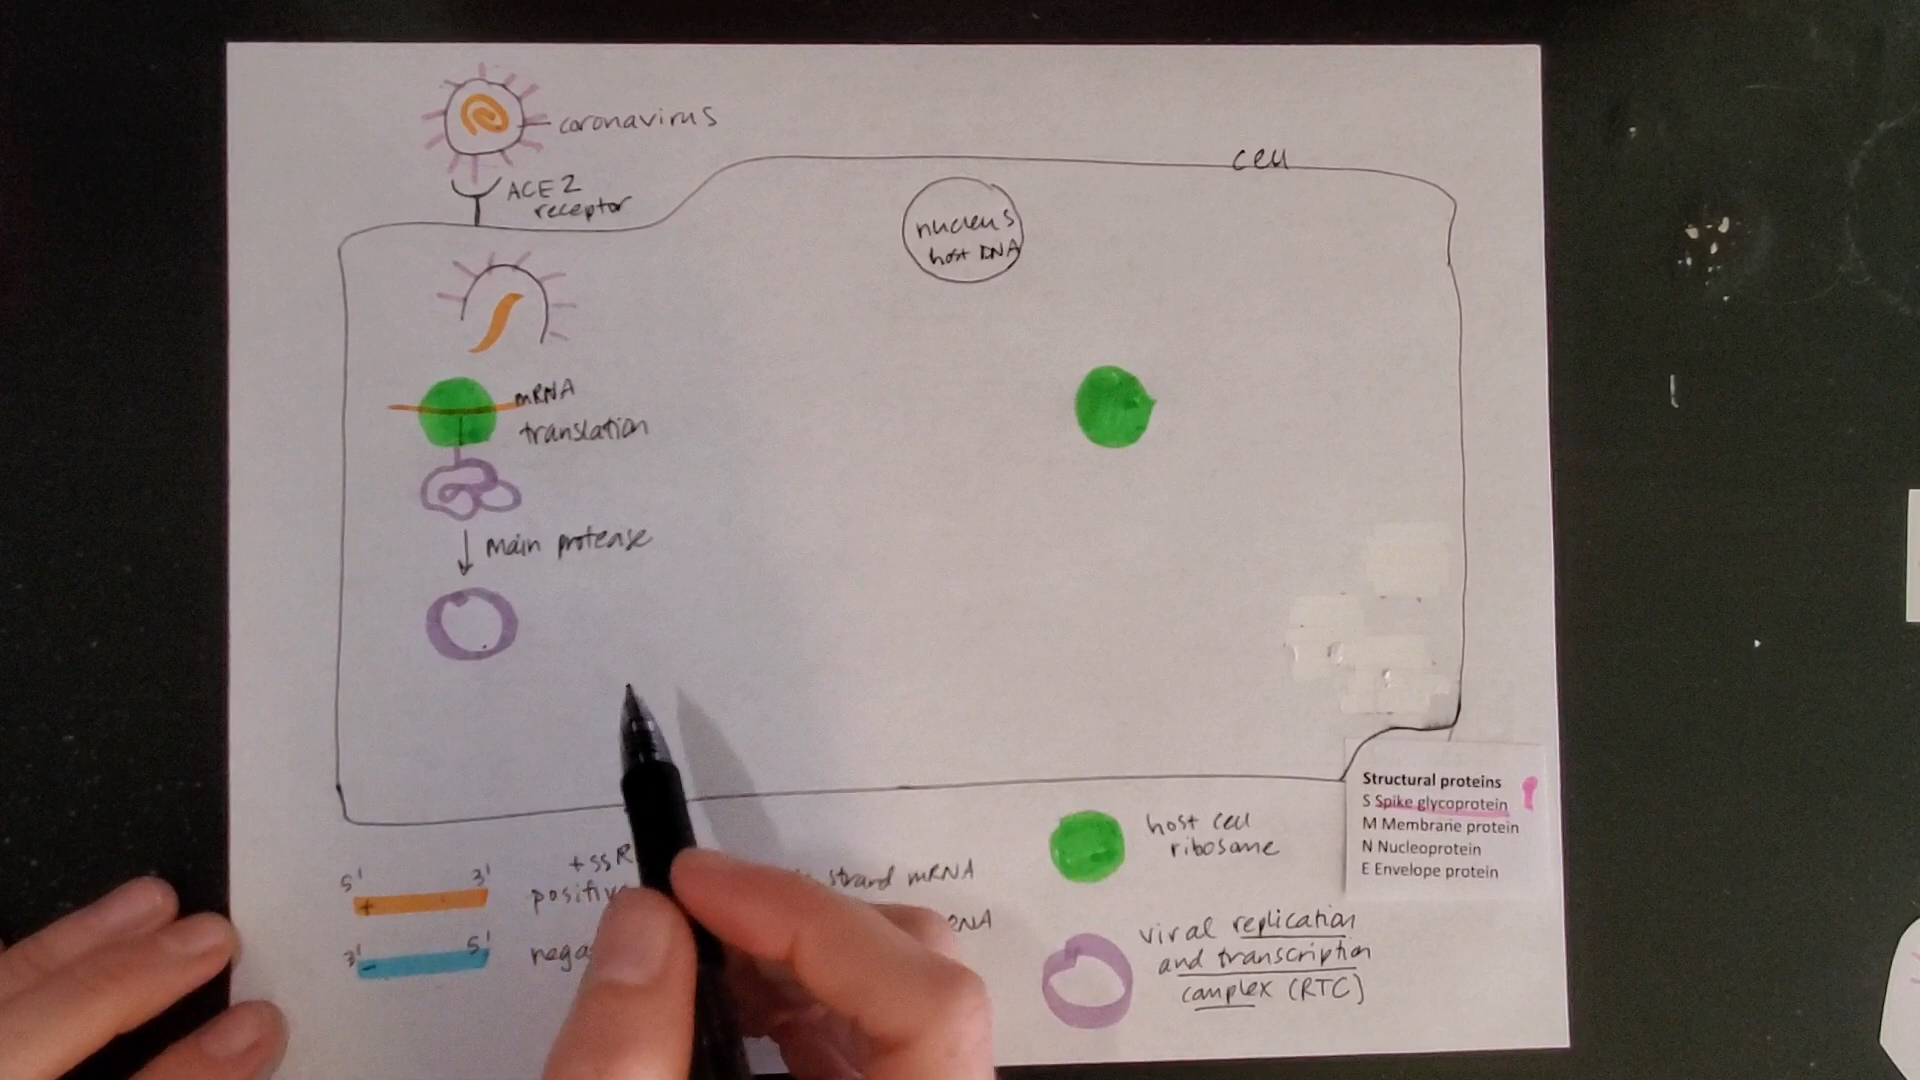 coronavirus
cell
ACE2
receptor
nucleus
host DNA
mRNA
translation
main protease
Structural proteins
S Spike glycoprotein
M Membrane protein
N Nucleoprotein
E Envelope protein
host cell
ribosome
5' 3'
+
+ssR
strand mRNA
3' 5'
-
viral replication
and transcription
complex (RTC)